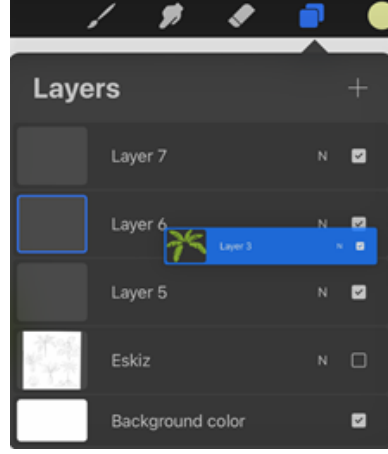 Layers
Layer 7 N
Layer 6 N
Layer 3 N
Layer 5 N
Eskiz N
Background color